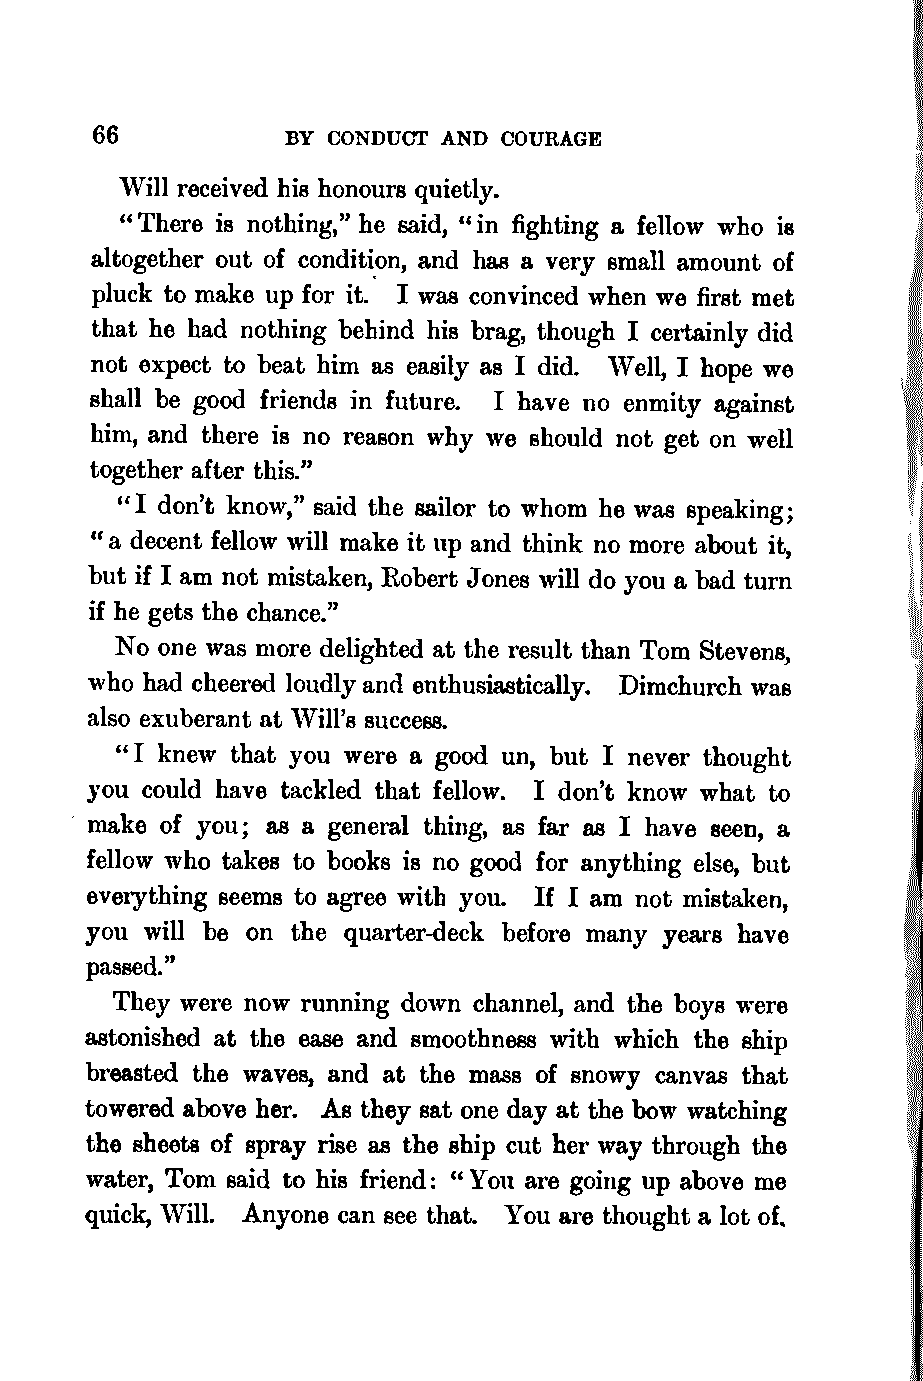 66 BY CONDUCT AND COURAGE
Will received his honours quietly.
"There is nothing," he said, "in fighting a fellow who is
altogether out of condition, and has a very small amount of
pluck to make up for it. I was convinced when we first met
that he had nothing behind his brag, though I certainly did
not expect to beat him as easily as I did. Well, I hope we
shall be good friends in future. I have no enmity against
him, and there is no reason why we should not get on well
together after this."
"I don't know," said the sailor to whom he was speaking;
"a decent fellow will make it up and think no more about it,
but if I am not mistaken, Robert Jones will do you a bad turn
if he gets the chance."
No one was more delighted at the result than Tom Stevens,
who had cheered loudly and enthusiastically. Dimchurch was
also exuberant at Will's success.
"I knew that you were a good un, but I never thought
you could have tackled that fellow. I don't know what to
make of you; as a general thing, as far as I have seen, a
fellow who takes to books is no good for anything else, but
everything seems to agree with you. If I am not mistaken,
you will be on the quarter-deck before many years have
passed."
They were now running down channel, and the boys were
astonished at the ease and smoothness with which the ship
breasted the waves, and at the mass of snowy canvas that
towered above her. As they sat one day at the bow watching
the sheets of spray rise as the ship cut her way through the
water, Tom said to his friend: "You are going up above me
quick, Will. Anyone can see that. You are thought a lot of.